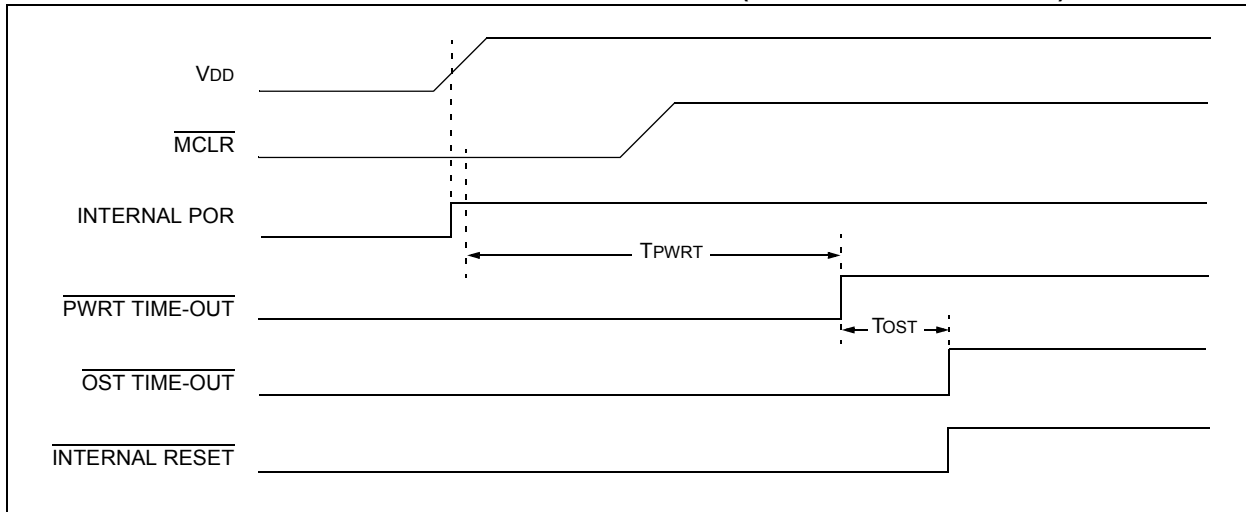 VDD
MCLR
INTERNAL POR
TPWRT
PWRT TIME-OUT
TOST
OST TIME-OUT
INTERNAL RESET